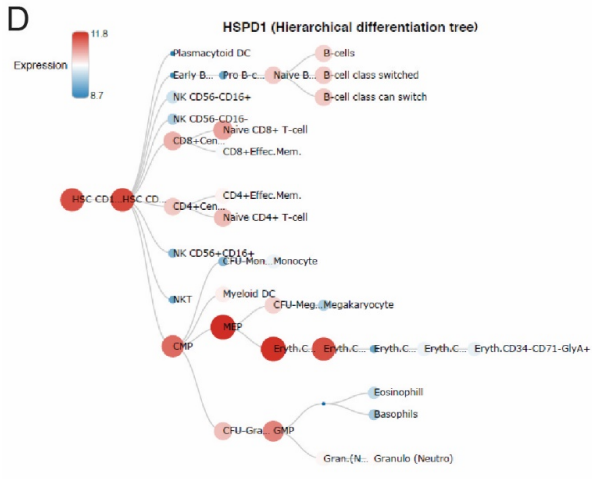 D
HSPD1 (Hierarchical differentiation tree)
11.8
Expression
8.7
Plasmacytoid DC
Early B... Pro B-c... Naive B...
B-cells
B-cell class switched
B-cell class can switch
NK CD56-CD16+
NK CD56-CD16-
CD8+Cen...
Naive CD8+ T-cell
CD8+Effec.Mem.
HSC CD1... HSC CD...
CD4+Cen...
CD4+Effec.Mem.
Naive CD4+ T-cell
NK CD56+CD16+
CFU-Mon... Monocyte
NKT
Myeloid DC
CFU-Meg... Megakaryocyte
CMP
MEP
Eryth.C... Eryth.C... Eryth.C... Eryth.C... Eryth.CD34-CD71-GlyA+
Eosinophill
Basophils
CFU-Gra... GMP
Gran.(N... Granulo (Neutro)